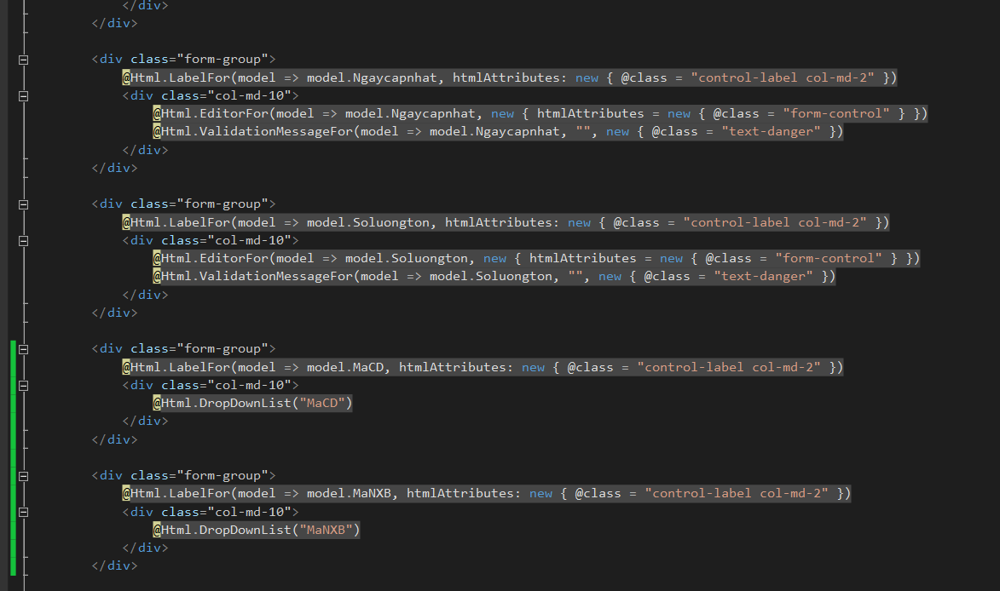 </div>
</div>
<div class="form-group">
@Html.LabelFor(model => model.Ngaycapnhat, htmlAttributes: new { @class = "control-label col-md-2" })
<div class="col-md-10">
@Html.EditorFor(model => model.Ngaycapnhat, new { htmlAttributes = new { @class = "form-control" } })
@Html.ValidationMessageFor(model => model.Ngaycapnhat, "", new { @class = "text-danger" })
</div>
</div>
<div class="form-group">
@Html.LabelFor(model => model.Soluongton, htmlAttributes: new { @class = "control-label col-md-2" })
<div class="col-md-10">
@Html.EditorFor(model => model.Soluongton, new { htmlAttributes = new { @class = "form-control" } })
@Html.ValidationMessageFor(model => model.Soluongton, "", new { @class = "text-danger" })
</div>
</div>
<div class="form-group">
@Html.LabelFor(model => model.MaCD, htmlAttributes: new { @class = "control-label col-md-2" })
<div class="col-md-10">
@Html.DropDownList("MaCD")
</div>
</div>
<div class="form-group">
@Html.LabelFor(model => model.MaNXB, htmlAttributes: new { @class = "control-label col-md-2" })
<div class="col-md-10">
@Html.DropDownList("MaNXB")
</div>
</div>